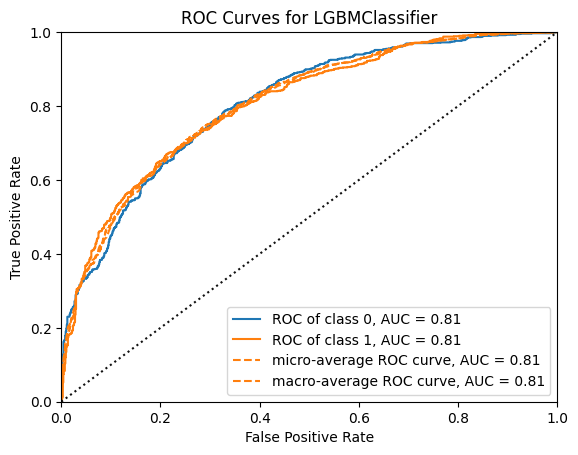 ROC Curves for LGBMClassifier
1.0
0.8
0.6
0.4
0.2
0.0
True Positive Rate
ROC of class 0, AUC = 0.81
ROC of class 1, AUC = 0.81
micro-average ROC curve, AUC = 0.81
macro-average ROC curve, AUC = 0.81
0.0 0.2 0.4 0.6 0.8 1.0
False Positive Rate